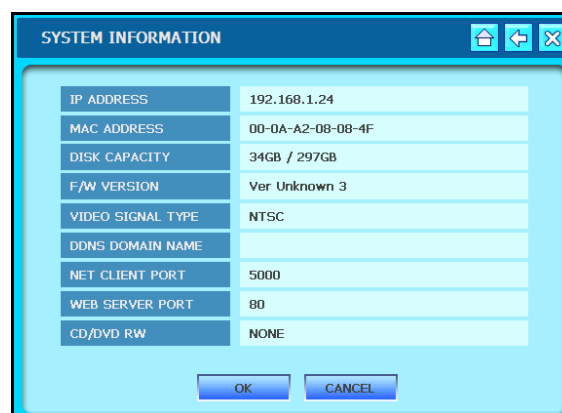 SYSTEM INFORMATION
IP ADDRESS 192.168.1.24
MAC ADDRESS 00-0A-A2-08-08-4F
DISK CAPACITY 34GB / 297GB
F/W VERSION Ver Unknown 3
VIDEO SIGNAL TYPE NTSC
DDNS DOMAIN NAME
NET CLIENT PORT 5000
WEB SERVER PORT 80
CD/DVD RW NONE
OK CANCEL